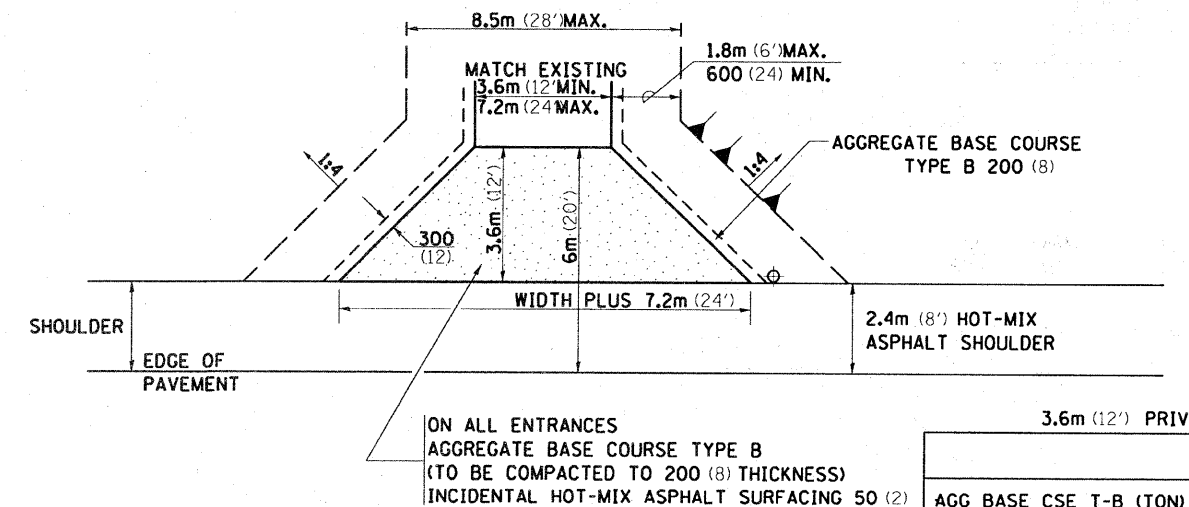 8.5m (28')MAX.
1.8m (6')MAX.
600 (24) MIN.
MATCH EXISTING
3.6m (12')MIN.
7.2m (24')MAX.
AGGREGATE BASE COURSE
TYPE B 200 (8)
1:4
1:4
300
(12)
3.6m (12')
6m (20')
WIDTH PLUS 7.2m (24')
SHOULDER
2.4m (8') HOT-MIX
ASPHALT SHOULDER
EDGE OF
PAVEMENT
ON ALL ENTRANCES
AGGREGATE BASE COURSE TYPE B
(TO BE COMPACTED TO 200 (8) THICKNESS)
INCIDENTAL HOT-MIX ASPHALT SURFACING 50 (2)
3.6m (12') PRIV
AGG BASE CSE T-B (TON)